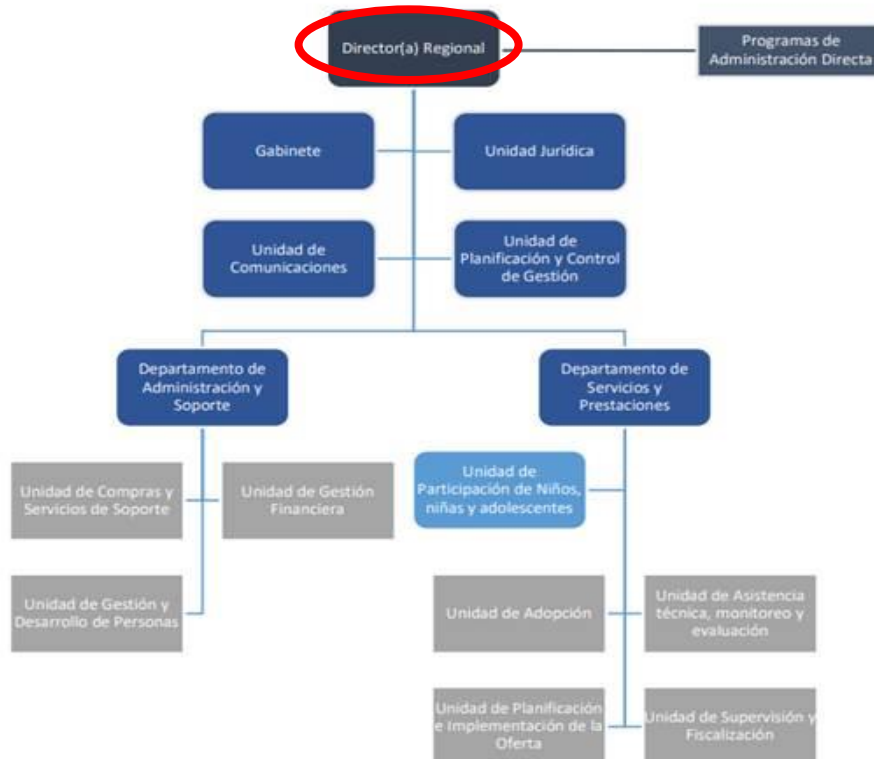 Director(a) Regional
Programas de
Administración Directa
Gabinete
Unidad Jurídica
Unidad de
Comunicaciones
Unidad de
Planificación y Control
de Gestión
Departamento de
Administración y
Soporte
Departamento de
Servicios y
Prestaciones
Unidad de Compras y
Servicios de Soporte
Unidad de Gestión
Financiera
Unidad de
Participación de Niños,
niñas y adolescentes
Unidad de Gestión y
Desarrollo de Personas
Unidad de Adopción
Unidad de Asistencia
técnica, monitoreo y
evaluación
Unidad de Planificación
e Implementación de la
Oferta
Unidad de Supervisión y
Fiscalización